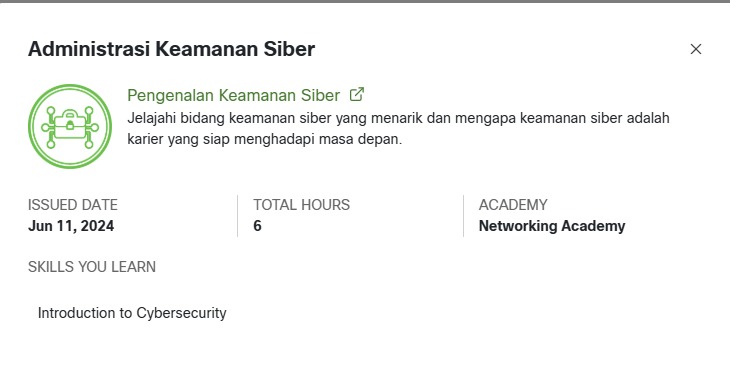 Administrasi Keamanan Siber
Pengenalan Keamanan Siber
Jelajahi bidang keamanan siber yang menarik dan mengapa keamanan siber adalah
karier yang siap menghadapi masa depan.
ISSUED DATE
Jun 11, 2024
TOTAL HOURS
6
ACADEMY
Networking Academy
SKILLS YOU LEARN
Introduction to Cybersecurity